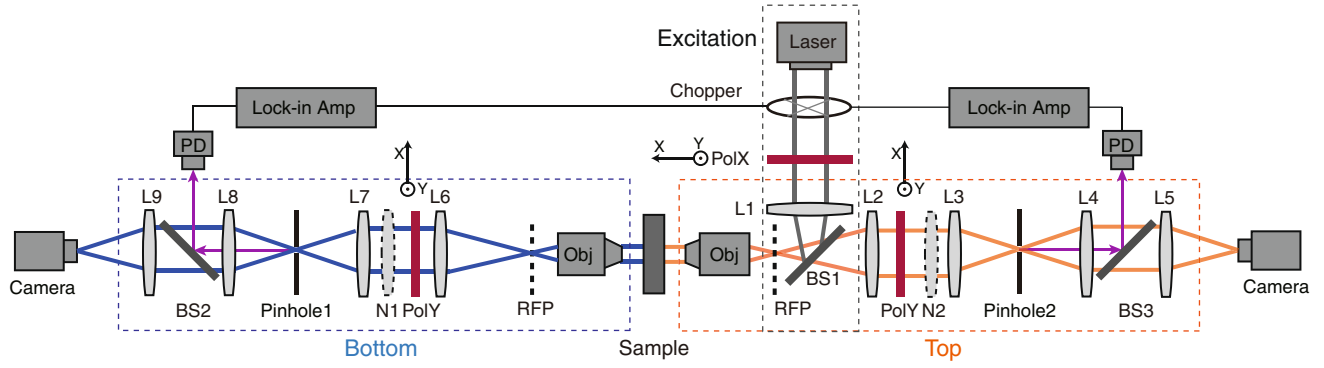 Excitation
Laser
Chopper
Lock-in Amp
Lock-in Amp
PD
PD
X
Y
X
Y
PolX
X
Y
L9
L8
L7
L6
L1
L2
L3
L4
L5
Obj
Obj
BS1
Camera
BS2
Pinhole1
N1
PolY
RFP
RFP
PolY
N2
Pinhole2
BS3
Camera
Bottom
Sample
Top